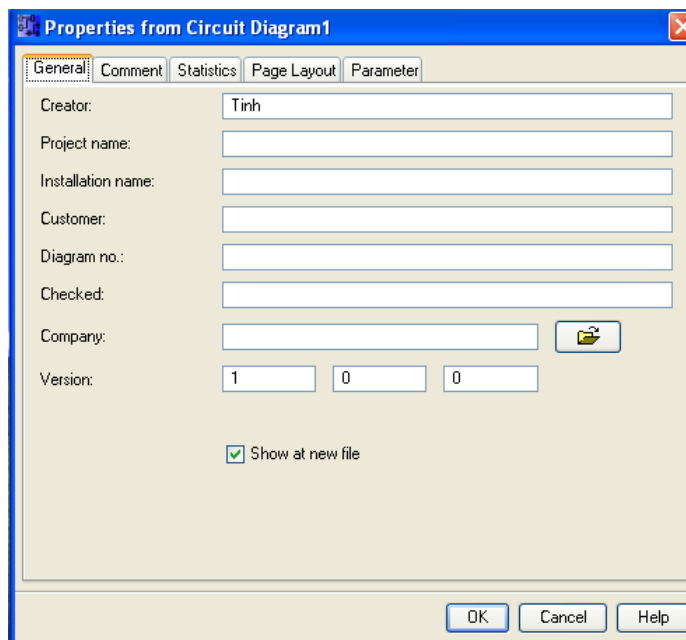 Properties from Circuit Diagram1
General Comment Statistics Page Layout Parameter
Creator: Tinh
Project name:
Installation name:
Customer:
Diagram no.:
Checked:
Company:
Version: 1 0 0
Show at new file
OK Cancel Help